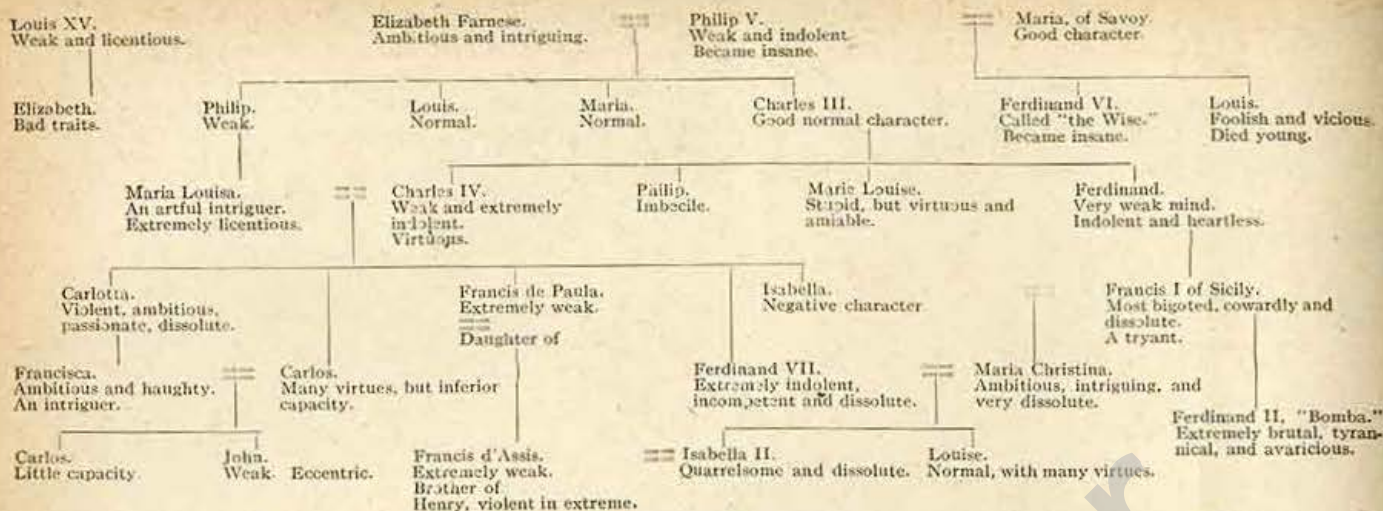 Louis XV.
Weak and licentious.
Elizabeth Farnese.
Ambitious and intriguing.
Philip V.
Weak and indolent
Became insane.
Maria, of Savoy.
Good character.
Elizabeth.
Bad traits.
Philip.
Weak.
Louis.
Normal.
Maria.
Normal.
Charles III.
Good normal character.
Ferdinand VI.
Called "the Wise."
Became insane.
Louis.
Foolish and vicious.
Died young.
Maria Louisa.
An artful intriguer.
Extremely licentious.
Charles IV.
Weak and extremely
indolent.
Virtuous.
Philip.
Imbecile.
Marie Louise.
Stupid, but virtuous and
amiable.
Ferdinand.
Very weak mind.
Indolent and heartless.
Carlotta.
Violent, ambitious,
passionate, dissolute.
Francis de Paula.
Extremely weak.
Daughter of
Isabella.
Negative character
Francis I of Sicily.
Most bigoted, cowardly and
dissolute.
A tryant.
Francisca.
Ambitious and haughty.
An intriguer.
Carlos.
Many virtues, but inferior
capacity.
Ferdinand VII.
Extremely indolent,
incompetent and dissolute.
Maria Christina.
Ambitious, intriguing, and
very dissolute.
Ferdinand II, "Bomba."
Extremely brutal, tyran-
nical, and avaricious.
Carlos.
Little capacity.
John.
Weak. Eccentric.
Francis d'Assis.
Extremely weak.
Brother of
Henry, violent in extreme.
Isabella II.
Quarrelsome and dissolute.
Louise.
Normal, with many virtues.